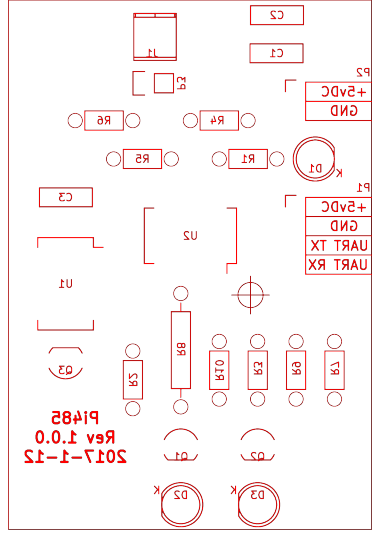 C2
J1
C1
P3
P2
+5vDC
GND
R6
R4
R5
R1
D1
K
P1
+5vDC
GND
UART TX
UART RX
C3
U2
U1
R8
Q3
R2
R10
R3
R9
R7
Pi485
Rev 1.0.0
2017-1-12
Q1
Q2
K
D2
K
D3